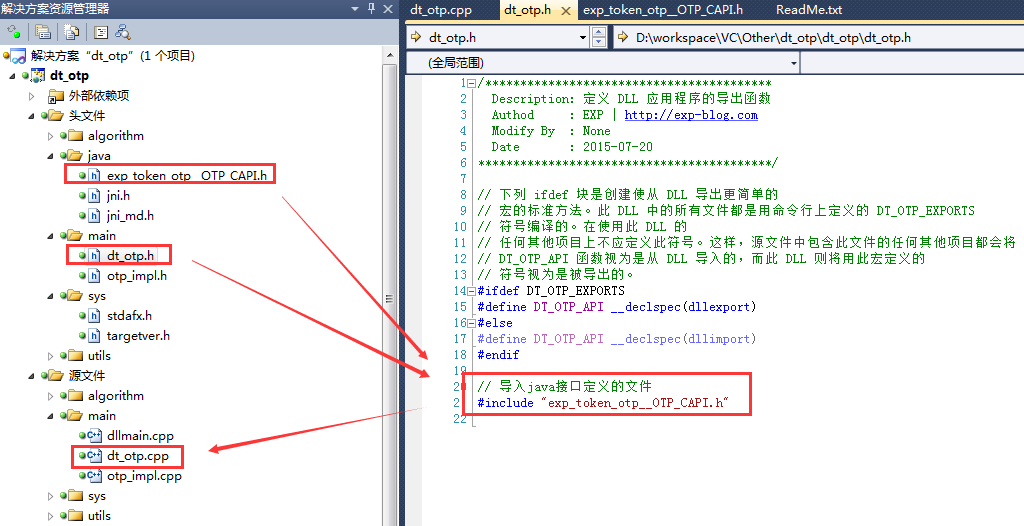 解决方案资源管理器
解决方案“dt_otp”(1 个项目)
dt_otp
外部依赖项
头文件
algorithm
java
exp_token_otp__OTP_CAPI.h
jni.h
jni_md.h
main
dt_otp.h
otp_impl.h
sys
stdafx.h
targetver.h
utils
源文件
algorithm
main
dllmain.cpp
dt_otp.cpp
otp_impl.cpp
sys
utils
dt_otp.cpp dt_otp.h exp_token_otp__OTP_CAPI.h ReadMe.txt
dt_otp.h D:\workspace\VC\Other\dt_otp\dt_otp\dt_otp.h
(全局范围)
1 /*****************************************
2 Description: 定义 DLL 应用程序的导出函数
3 Authod : EXP | http://exp-blog.com
4 Modify By : None
5 Date : 2015-07-20
6 ******************************************/
7
8 // 下列 ifdef 块是创建使从 DLL 导出更简单的
9 // 宏的标准方法。此 DLL 中的所有文件都是用命令行上定义的 DT_OTP_EXPORTS
10 // 符号编译的。在使用此 DLL 的
11 // 任何其他项目上不应定义此符号。这样，源文件中包含此文件的任何其他项目都会将
12 // DT_OTP_API 函数视为是从 DLL 导入的，而此 DLL 则将用此宏定义的
13 // 符号视为是被导出的。
14 #ifdef DT_OTP_EXPORTS
15 #define DT_OTP_API __declspec(dllexport)
16 #else
17 #define DT_OTP_API __declspec(dllimport)
18 #endif
19
20 // 导入java接口定义的文件
21 #include "exp_token_otp__OTP_CAPI.h"
22